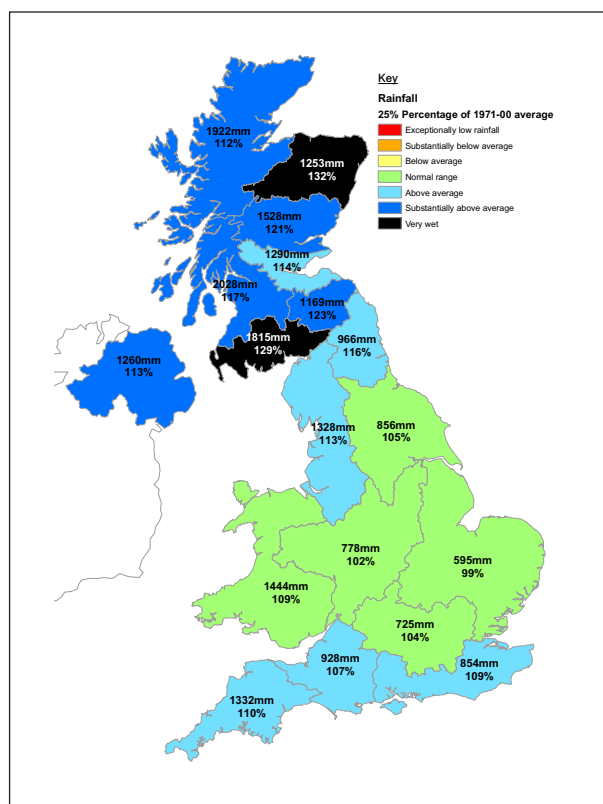 Key
Rainfall
25% Percentage of 1971-00 average
Exceptionally low rainfall
Substantially below average
Below average
Normal range
Above average
Substantially above average
Very wet
1922mm
112%
1253mm
132%
1528mm
121%
1290mm
114%
2028mm
117%
1169mm
123%
1815mm
129%
966mm
116%
1260mm
113%
856mm
105%
1328mm
113%
778mm
102%
595mm
99%
1444mm
109%
725mm
104%
928mm
107%
854mm
109%
1332mm
110%